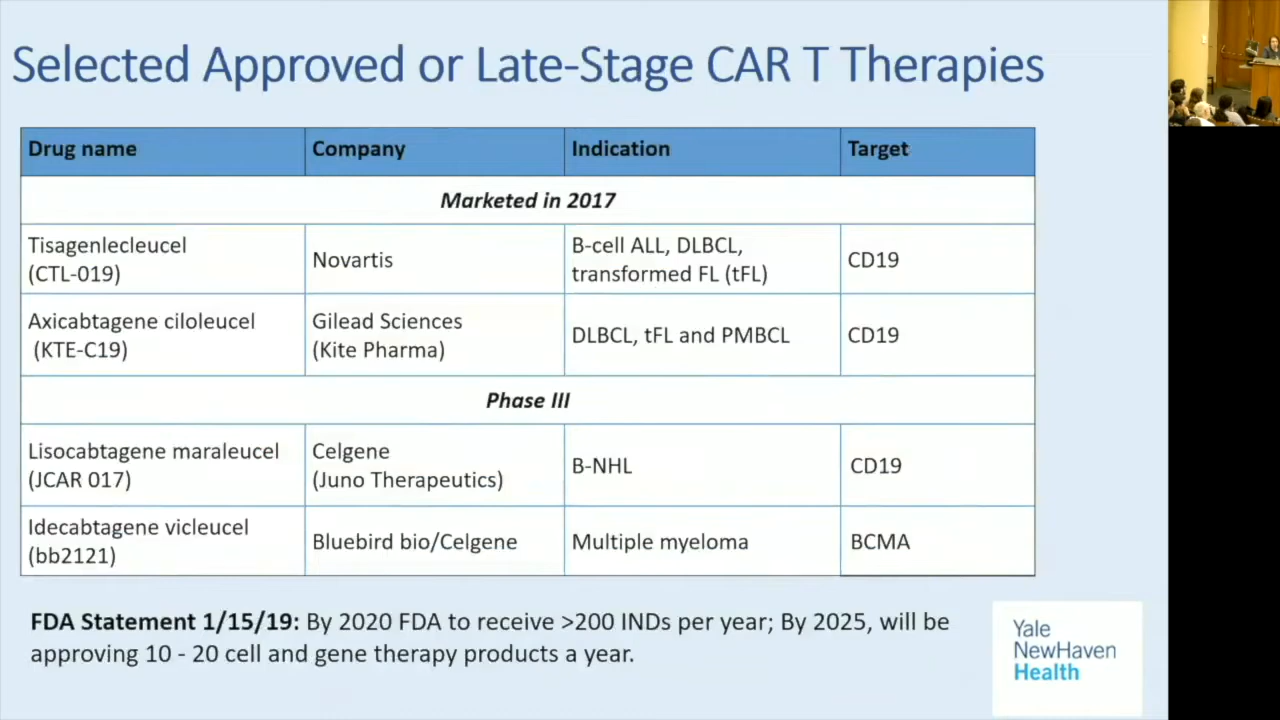 Selected Approved or Late-Stage CAR T Therapies
Drug name Company Indication Target
Marketed in 2017
Tisagenlecleucel
(CTL-019)
Novartis
B-cell ALL, DLBCL,
transformed FL (tFL)
CD19
Axicabtagene ciloleucel
(KTE-C19)
Gilead Sciences
(Kite Pharma)
DLBCL, tFL and PMBCL
CD19
Phase III
Lisocabtagene maraleucel
(JCAR 017)
Celgene
(Juno Therapeutics)
B-NHL
CD19
Idecabtagene vicleucel
(bb2121)
Bluebird bio/Celgene
Multiple myeloma
BCMA
FDA Statement 1/15/19: By 2020 FDA to receive >200 INDs per year; By 2025, will be
approving 10 - 20 cell and gene therapy products a year.
Yale
NewHaven
Health